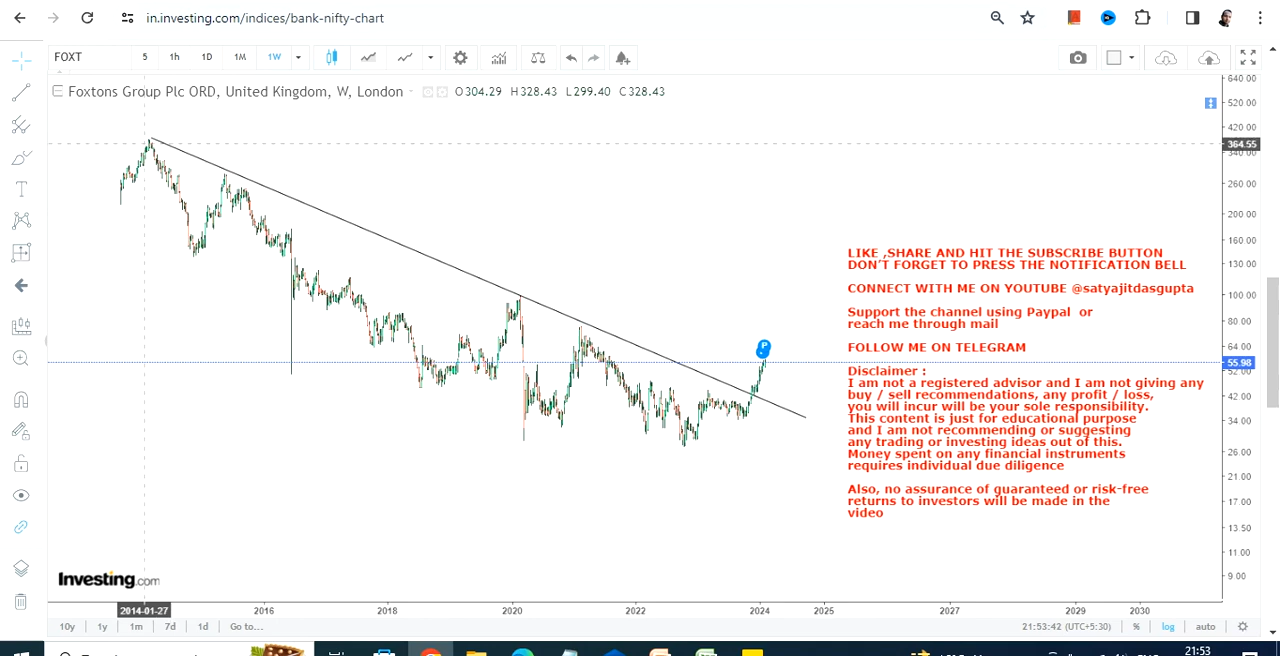 in.investing.com/indices/bank-nifty-chart
FOXT 5 1h 1D 1M 1W
Foxtons Group Plc ORD, United Kingdom, W, London O304.29 H328.43 L299.40 C328.43
640.00
520.00
420.00
364.55
340.00
260.00
200.00
160.00
130.00
100.00
80.00
64.00
55.98
52.00
42.00
34.00
26.00
21.00
17.00
13.50
11.00
9.00
P
LIKE ,SHARE AND HIT THE SUBSCRIBE BUTTON
DON'T FORGET TO PRESS THE NOTIFICATION BELL
CONNECT WITH ME ON YOUTUBE @satyajitdasgupta
Support the channel using Paypal or
reach me through mail
FOLLOW ME ON TELEGRAM
Disclaimer :
I am not a registered advisor and I am not giving any
buy / sell recommendations, any profit / loss,
you will incur will be your sole responsibility.
This content is just for educational purpose
and I am not recommending or suggesting
any trading or investing ideas out of this.
Money spent on any financial instruments
requires individual due diligence
Also, no assurance of guaranteed or risk-free
returns to investors will be made in the
video
Investing.com
2014-01-27 2016 2018 2020 2022 2024 2025 2027 2029 2030
10y 1y 1m 7d 1d Go to... 21:53:42 (UTC+5:30) % log auto
21:53